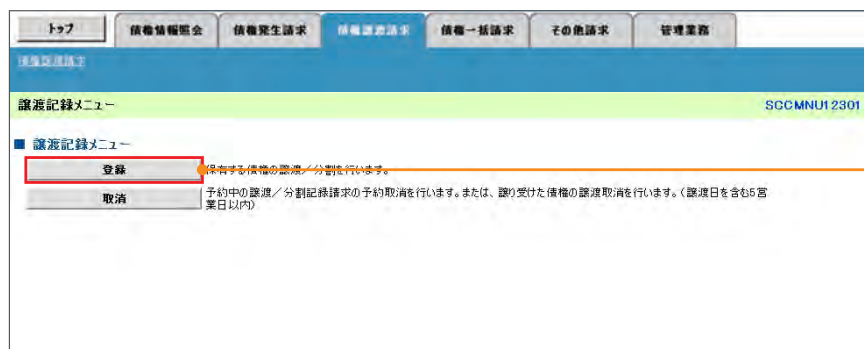 トップ
債権情報照会
債権発生請求
債権譲渡請求
債権一括請求
その他請求
管理業務
債権譲渡請求
譲渡記録メニュー
SCCMNU12301
■ 譲渡記録メニュー
登録
保有する債権の譲渡/分割を行います。
取消
予約中の譲渡/分割記録請求の予約取消を行います。または、譲り受けた債権の譲渡取消を行います。(譲渡日を含む5営
業日以内)